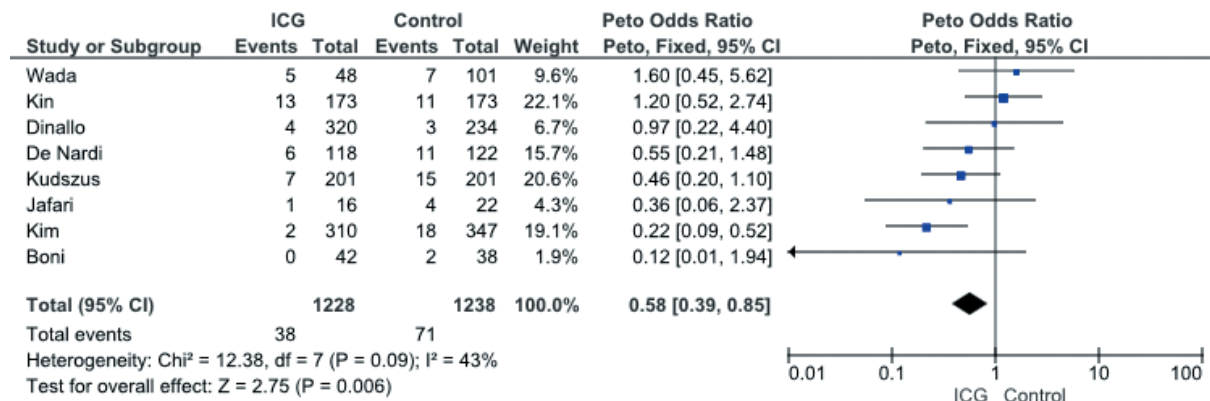 ICG Control Peto Odds Ratio Peto Odds Ratio
Study or Subgroup Events Total Events Total Weight Peto, Fixed, 95% CI Peto, Fixed, 95% CI
Wada 5 48 7 101 9.6% 1.60 [0.45, 5.62]
Kin 13 173 11 173 22.1% 1.20 [0.52, 2.74]
Dinallo 4 320 3 234 6.7% 0.97 [0.22, 4.40]
De Nardi 6 118 11 122 15.7% 0.55 [0.21, 1.48]
Kudszus 7 201 15 201 20.6% 0.46 [0.20, 1.10]
Jafari 1 16 4 22 4.3% 0.36 [0.06, 2.37]
Kim 2 310 18 347 19.1% 0.22 [0.09, 0.52]
Boni 0 42 2 38 1.9% 0.12 [0.01, 1.94]
Total (95% CI) 1228 1238 100.0% 0.58 [0.39, 0.85]
Total events 38 71
Heterogeneity: Chi² = 12.38, df = 7 (P = 0.09); I² = 43%
Test for overall effect: Z = 2.75 (P = 0.006)
0.01 0.1 1 10 100
ICG Control